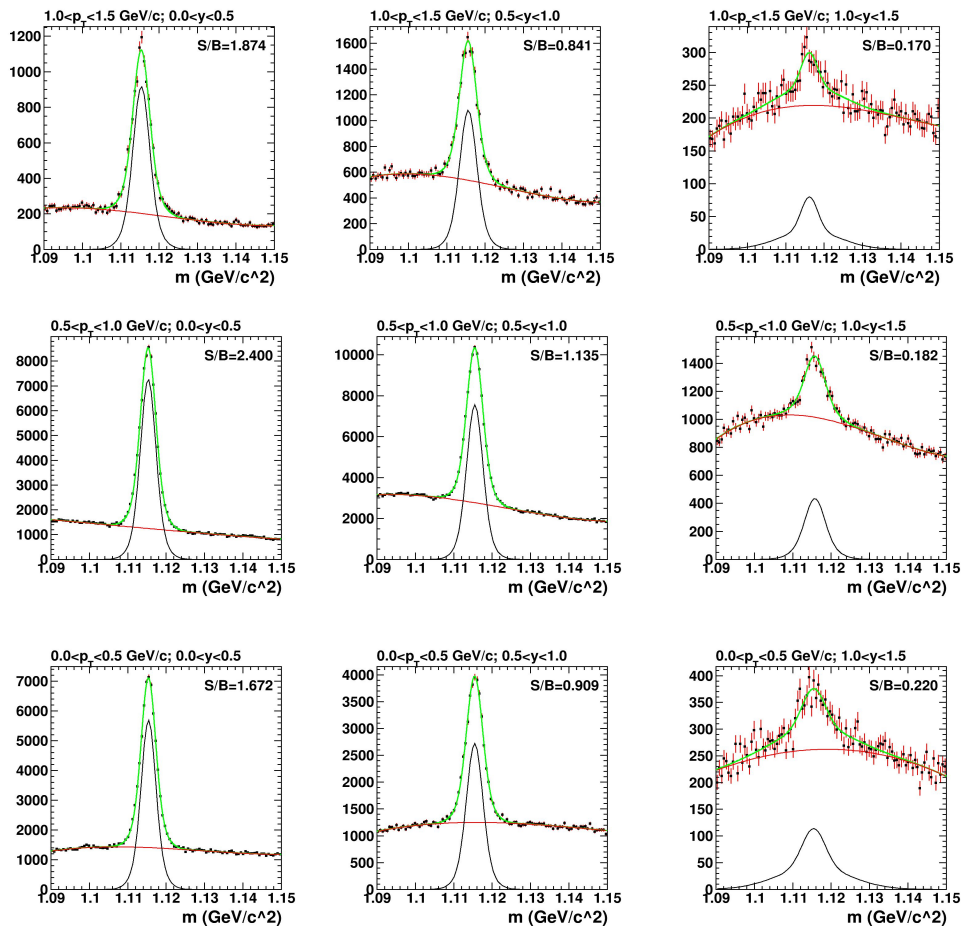 1.0<p_T<1.5 GeV/c; 0.0<y<0.5
S/B=1.874
1200
1000
800
600
400
200
0
1.09 1.1 1.11 1.12 1.13 1.14 1.15
m (GeV/c^2)
1.0<p_T<1.5 GeV/c; 0.5<y<1.0
S/B=0.841
1600
1400
1200
1000
800
600
400
200
0
1.09 1.1 1.11 1.12 1.13 1.14 1.15
m (GeV/c^2)
1.0<p_T<1.5 GeV/c; 1.0<y<1.5
S/B=0.170
300
250
200
150
100
50
0
1.09 1.1 1.11 1.12 1.13 1.14 1.15
m (GeV/c^2)
0.5<p_T<1.0 GeV/c; 0.0<y<0.5
S/B=2.400
8000
7000
6000
5000
4000
3000
2000
1000
0
1.09 1.1 1.11 1.12 1.13 1.14 1.15
m (GeV/c^2)
0.5<p_T<1.0 GeV/c; 0.5<y<1.0
S/B=1.135
10000
8000
6000
4000
2000
0
1.09 1.1 1.11 1.12 1.13 1.14 1.15
m (GeV/c^2)
0.5<p_T<1.0 GeV/c; 1.0<y<1.5
S/B=0.182
1400
1200
1000
800
600
400
200
0
1.09 1.1 1.11 1.12 1.13 1.14 1.15
m (GeV/c^2)
0.0<p_T<0.5 GeV/c; 0.0<y<0.5
S/B=1.672
7000
6000
5000
4000
3000
2000
1000
0
1.09 1.1 1.11 1.12 1.13 1.14 1.15
m (GeV/c^2)
0.0<p_T<0.5 GeV/c; 0.5<y<1.0
S/B=0.909
4000
3500
3000
2500
2000
1500
1000
500
0
1.09 1.1 1.11 1.12 1.13 1.14 1.15
m (GeV/c^2)
0.0<p_T<0.5 GeV/c; 1.0<y<1.5
S/B=0.220
400
350
300
250
200
150
100
50
0
1.09 1.1 1.11 1.12 1.13 1.14 1.15
m (GeV/c^2)